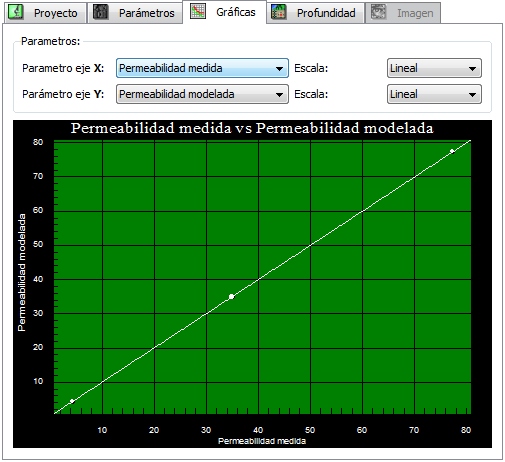 Proyecto Parámetros Gráficas Profundidad Imagen
Parametros:
Parametro eje X: Permeabilidad medida Escala: Lineal
Parámetro eje Y: Permeabilidad modelada Escala: Lineal
Permeabilidad medida vs Permeabilidad modelada
80
70
60
50
40
30
20
10
Permeabilidad modelada
10 20 30 40 50 60 70 80
Permeabilidad medida